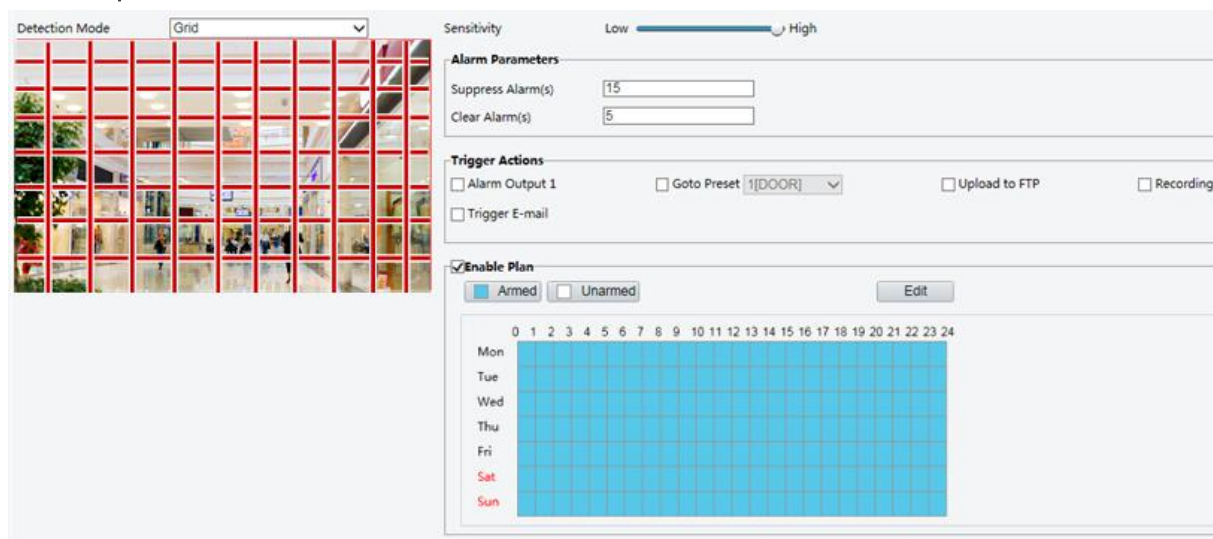 Detection Mode Grid
Sensitivity Low High
Alarm Parameters
Suppress Alarm(s) 15
Clear Alarm(s) 5
Trigger Actions
Alarm Output 1 Goto Preset 1[DOOR] Upload to FTP Recording
Trigger E-mail
Enable Plan
Armed Unarmed Edit
0 1 2 3 4 5 6 7 8 9 10 11 12 13 14 15 16 17 18 19 20 21 22 23 24
Mon
Tue
Wed
Thu
Fri
Sat
Sun